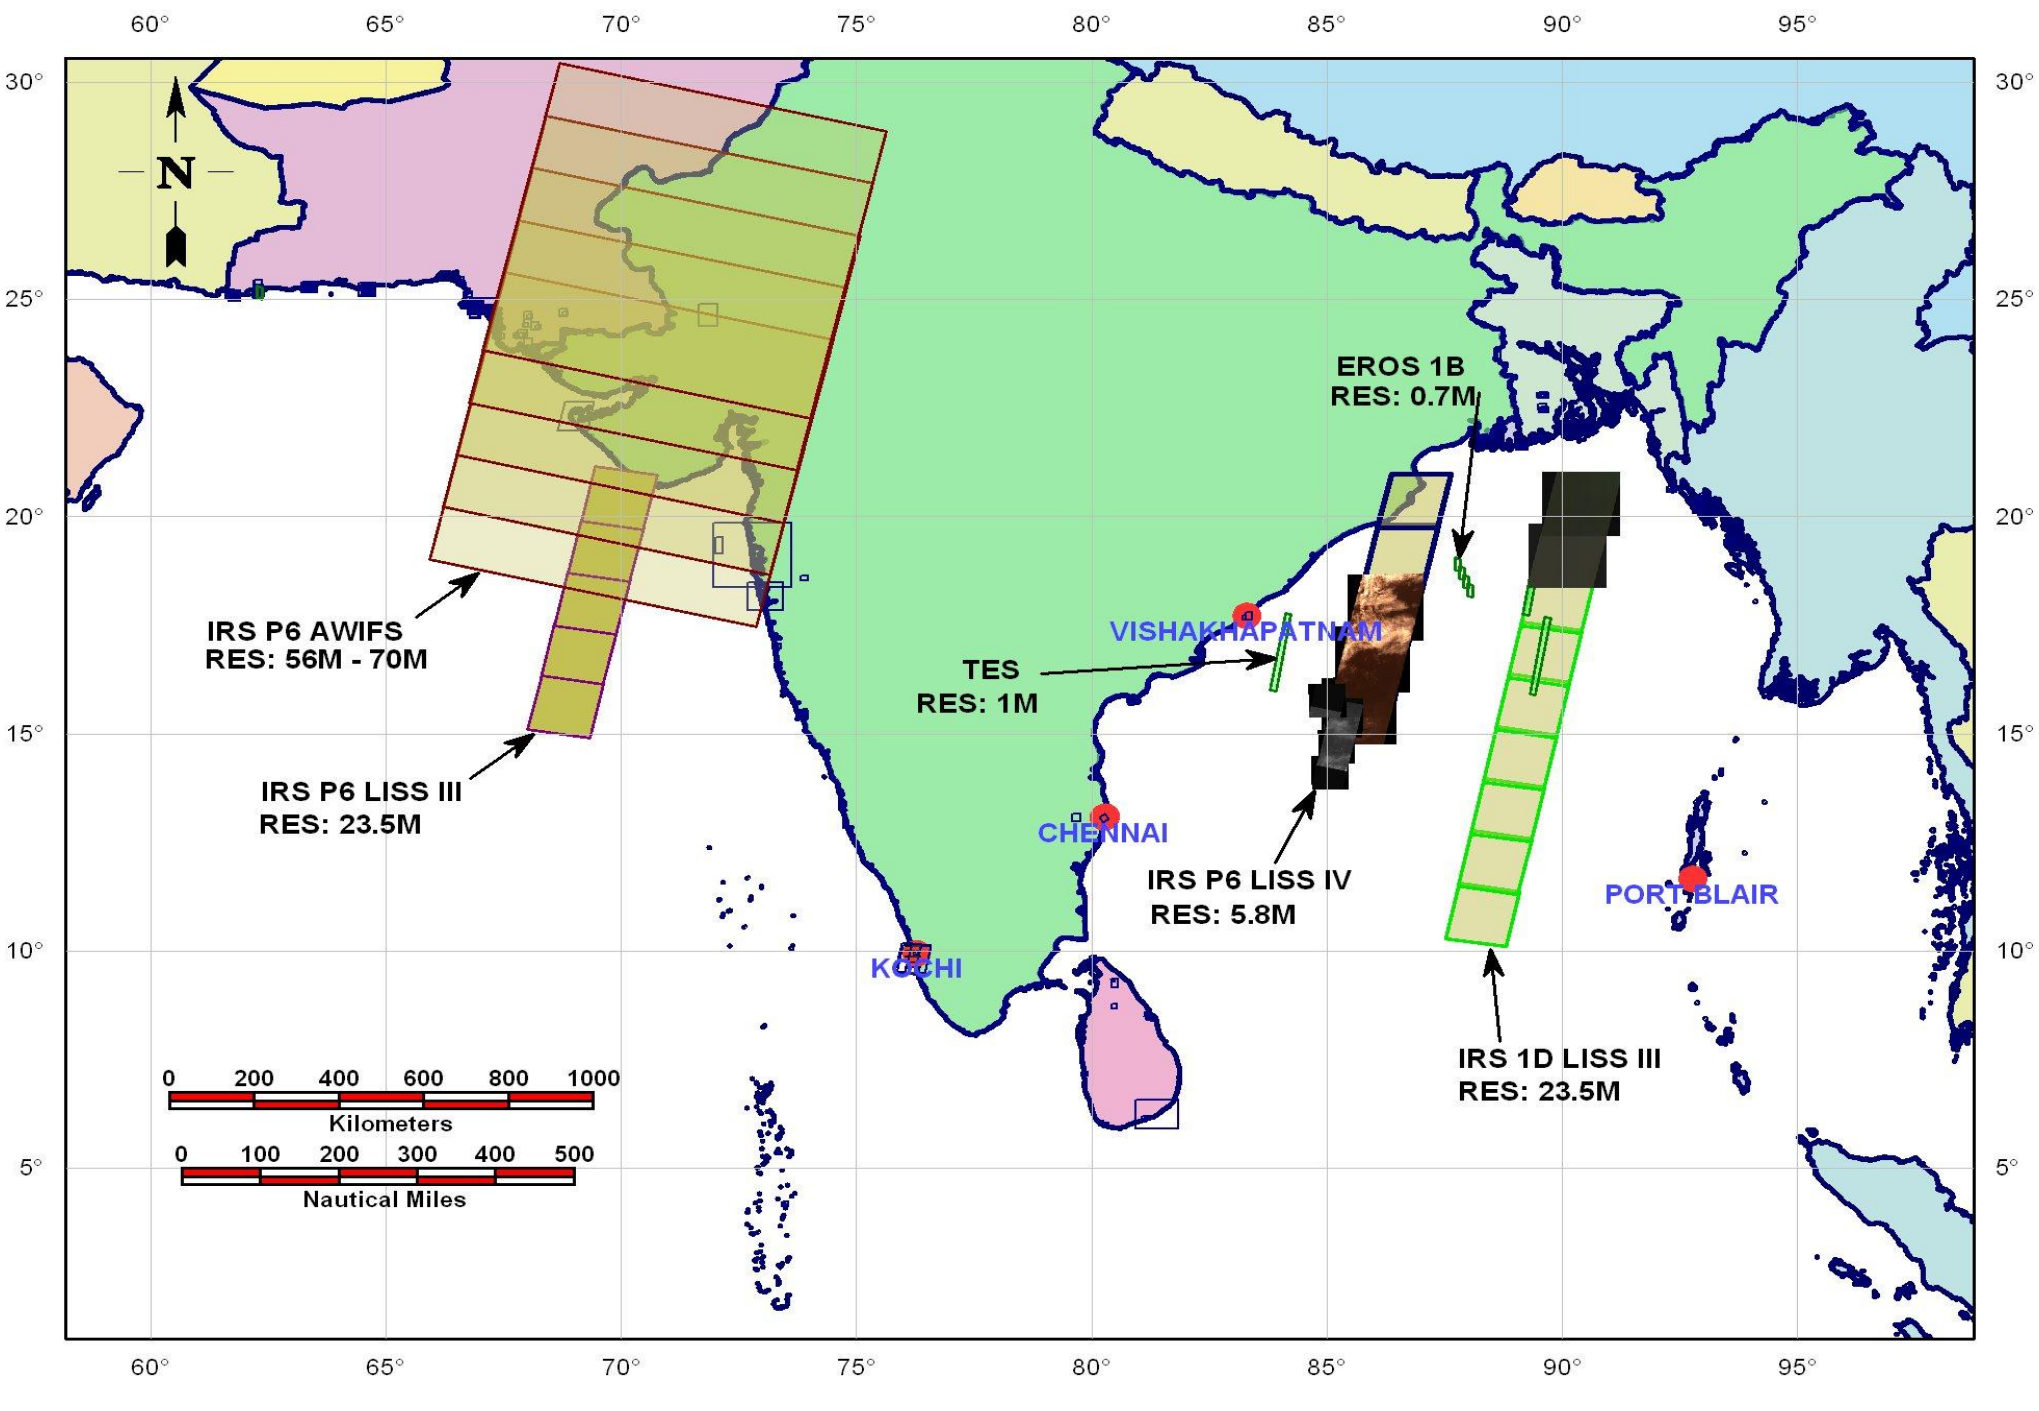 60° 65° 70° 75° 80° 85° 90° 95°
30° 30°
N
25° 25°
EROS 1B
RES: 0.7M
20° 20°
IRS P6 AWIFS
RES: 56M - 70M
VISHAKHAPATNAM
TES
RES: 1M
15° 15°
IRS P6 LISS III
RES: 23.5M
CHENNAI
IRS P6 LISS IV
RES: 5.8M
PORT BLAIR
10° 10°
KOCHI
IRS 1D LISS III
RES: 23.5M
0 200 400 600 800 1000
Kilometers
0 100 200 300 400 500
Nautical Miles
5° 5°
60° 65° 70° 75° 80° 85° 90° 95°